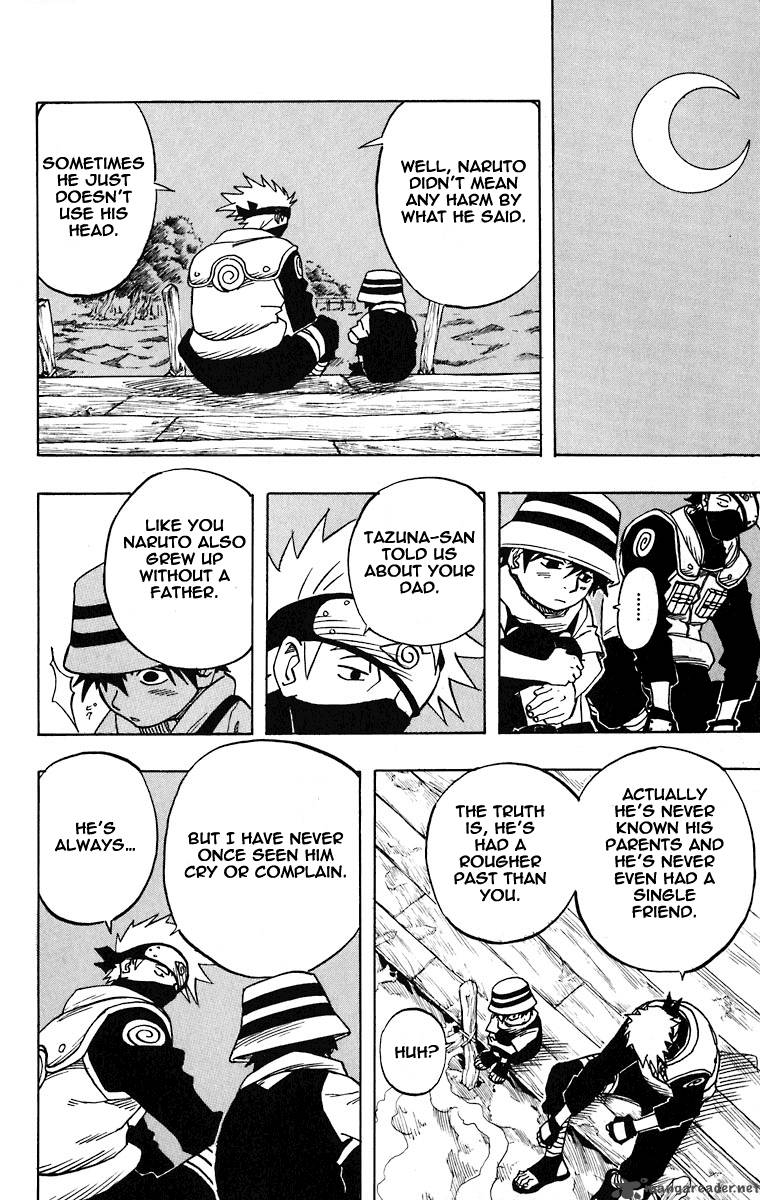 WELL, NARUTO
DIDN'T MEAN
ANY HARM BY
WHAT HE SAID.
SOMETIMES
HE JUST
DOESN'T
USE HIS
HEAD.
.........
TAZUNA-SAN
TOLD US
ABOUT YOUR
DAD.
LIKE YOU
NARUTO ALSO
GREW UP
WITHOUT A
FATHER.
ピク
ACTUALLY
HE'S NEVER
KNOWN HIS
PARENTS AND
HE'S NEVER
EVEN HAD A
SINGLE
FRIEND.
THE TRUTH
IS, HE'S
HAD A
ROUGHER
PAST THAN
YOU.
HUH?
BUT I HAVE NEVER
ONCE SEEN HIM
CRY OR COMPLAIN.
HE'S
ALWAYS...
mangareader.net